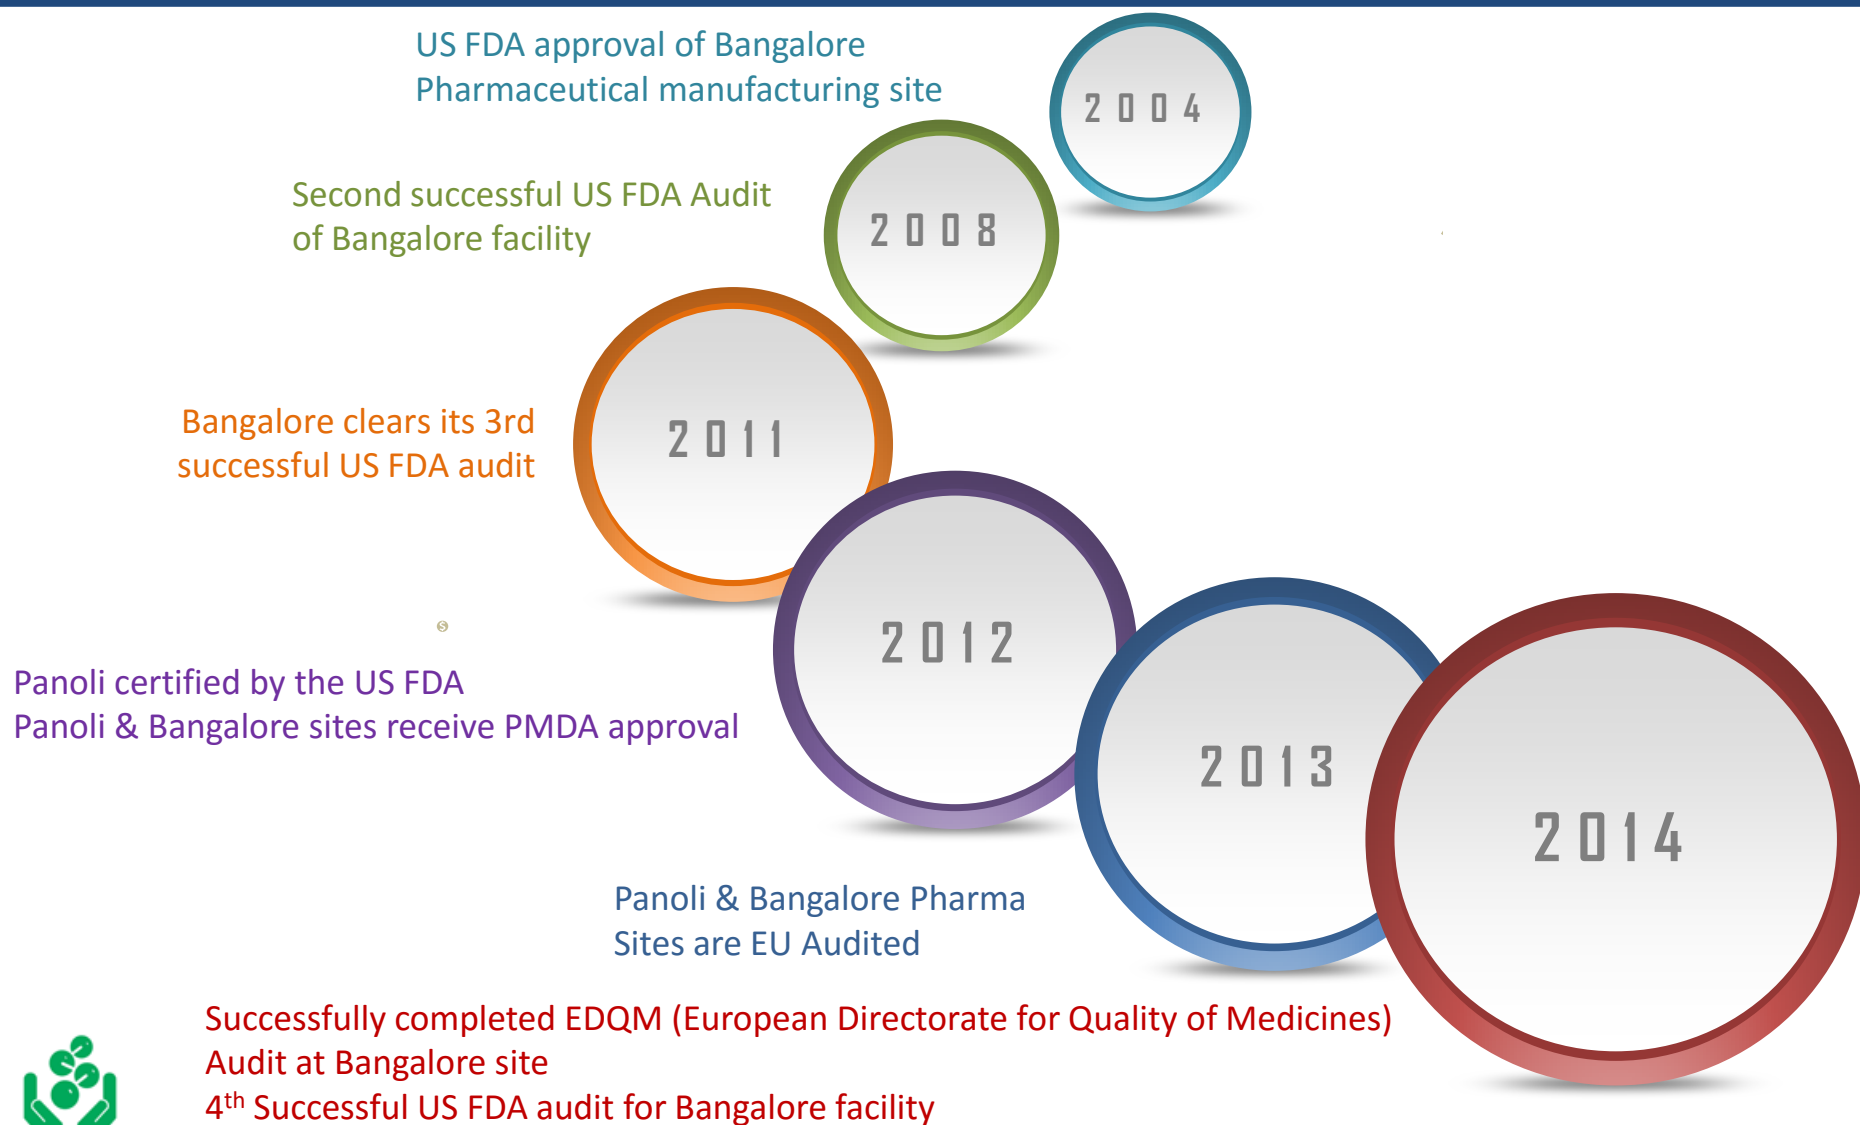 US FDA approval of Bangalore
Pharmaceutical manufacturing site
2004
Second successful US FDA Audit
of Bangalore facility
2008
Bangalore clears its 3rd
successful US FDA audit
2011
Panoli certified by the US FDA
Panoli & Bangalore sites receive PMDA approval
2012
Panoli & Bangalore Pharma
Sites are EU Audited
2013
2014
Successfully completed EDQM (European Directorate for Quality of Medicines)
Audit at Bangalore site
4th Successful US FDA audit for Bangalore facility